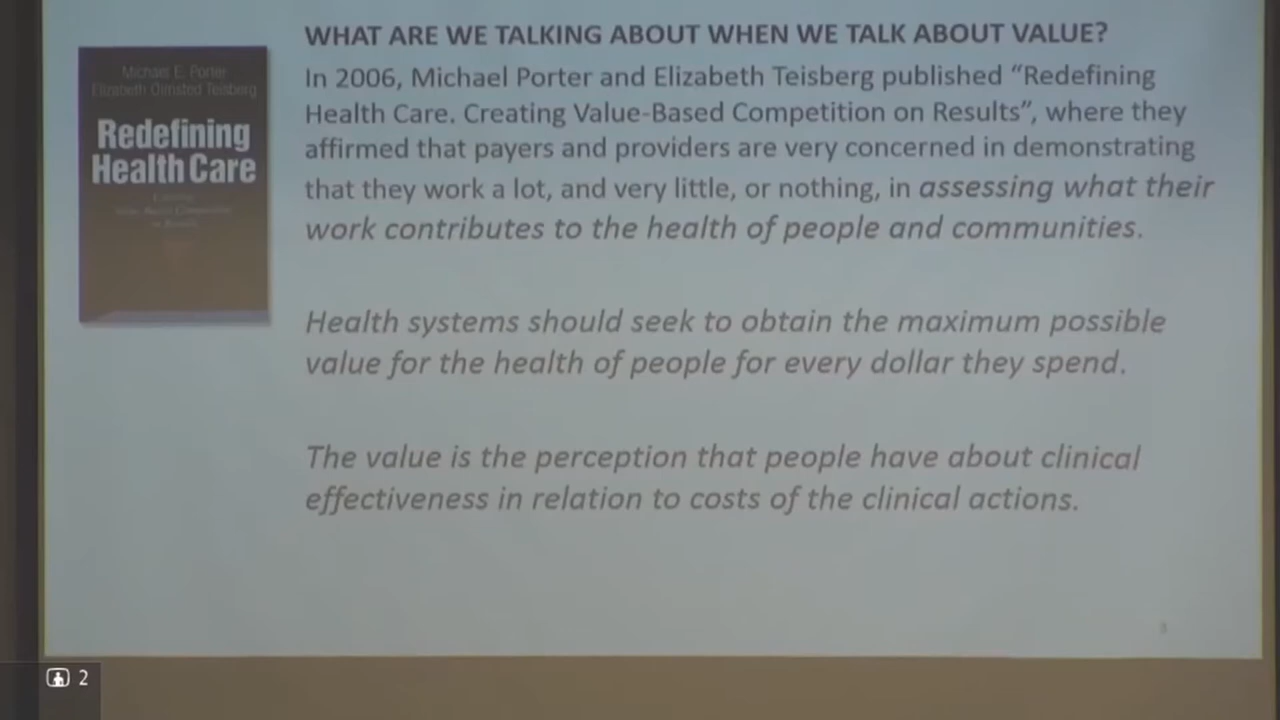 Michael E. Porter
Elizabeth Olmsted Teisberg
Redefining
Health Care
WHAT ARE WE TALKING ABOUT WHEN WE TALK ABOUT VALUE?
In 2006, Michael Porter and Elizabeth Teisberg published “Redefining
Health Care. Creating Value-Based Competition on Results”, where they
affirmed that payers and providers are very concerned in demonstrating
that they work a lot, and very little, or nothing, in assessing what their
work contributes to the health of people and communities.
Health systems should seek to obtain the maximum possible
value for the health of people for every dollar they spend.
The value is the perception that people have about clinical
effectiveness in relation to costs of the clinical actions.
2